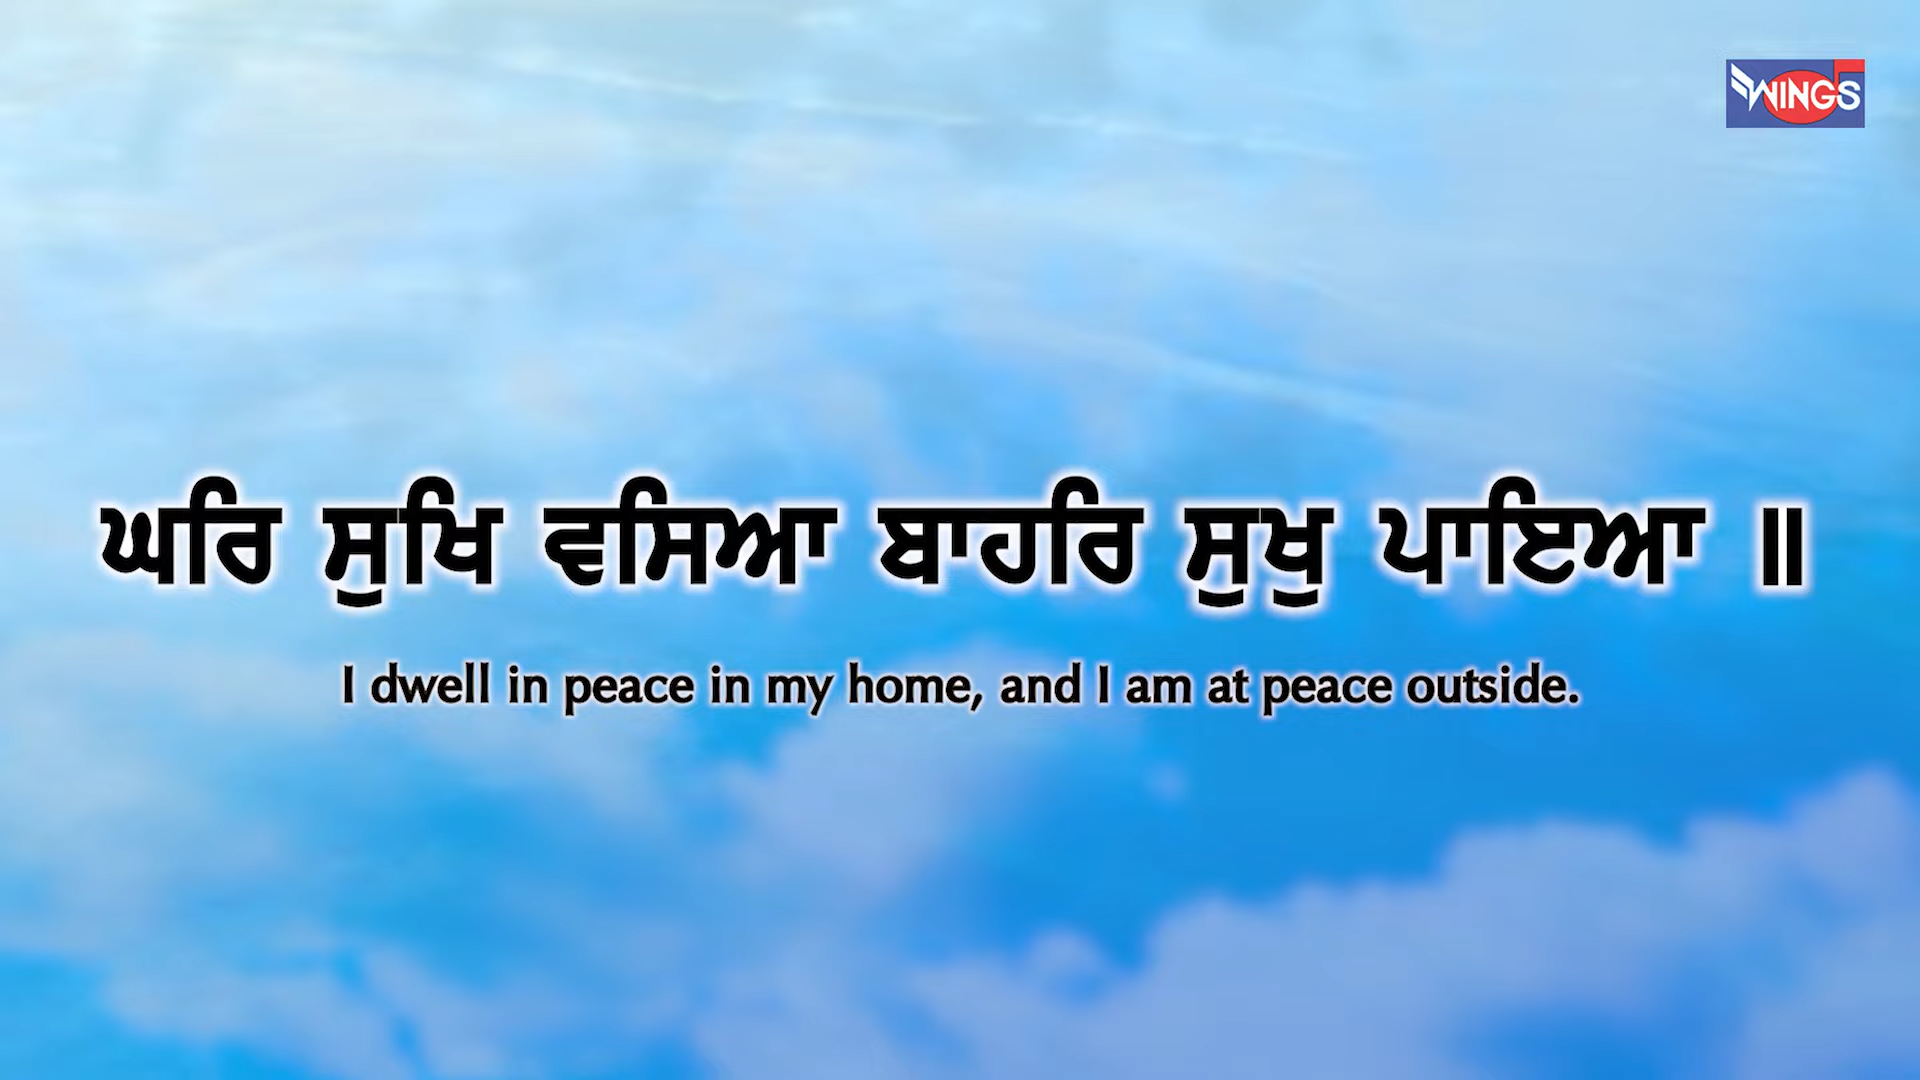 WINGS
ਘਰਿ ਸੁਖਿ ਵਸਿਆ ਬਾਹਰਿ ਸੁਖੁ ਪਾਇਆ ॥
I dwell in peace in my home, and I am at peace outside.